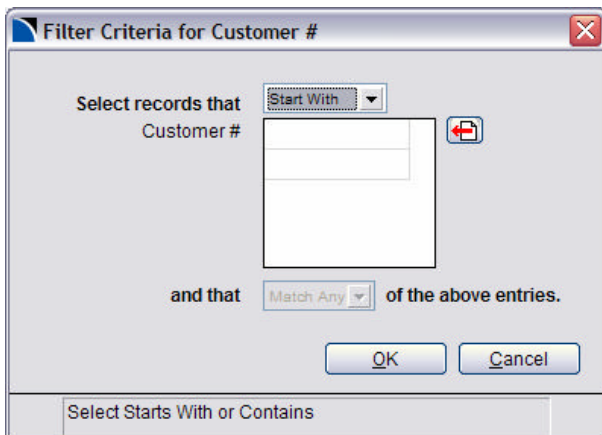 Filter Criteria for Customer #
Select records that Start With
Customer #
and that Match Any of the above entries.
OK Cancel
Select Starts With or Contains